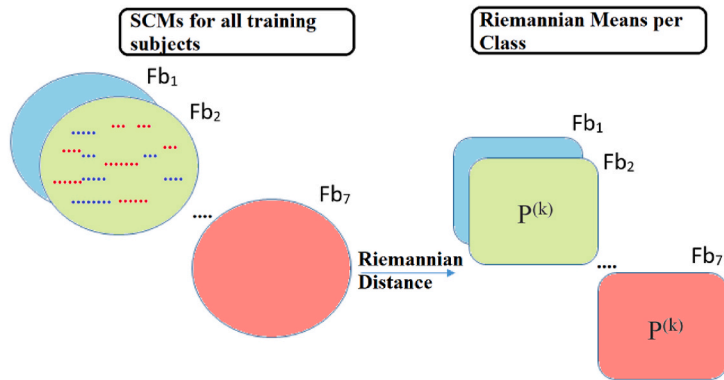 SCMs for all training
subjects
Riemannian Means per
Class
Fb₁
Fb₂
Fb₇
....
Riemannian
Distance
Fb₁
Fb₂
P⁽ᵏ⁾
....
Fb₇
P⁽ᵏ⁾